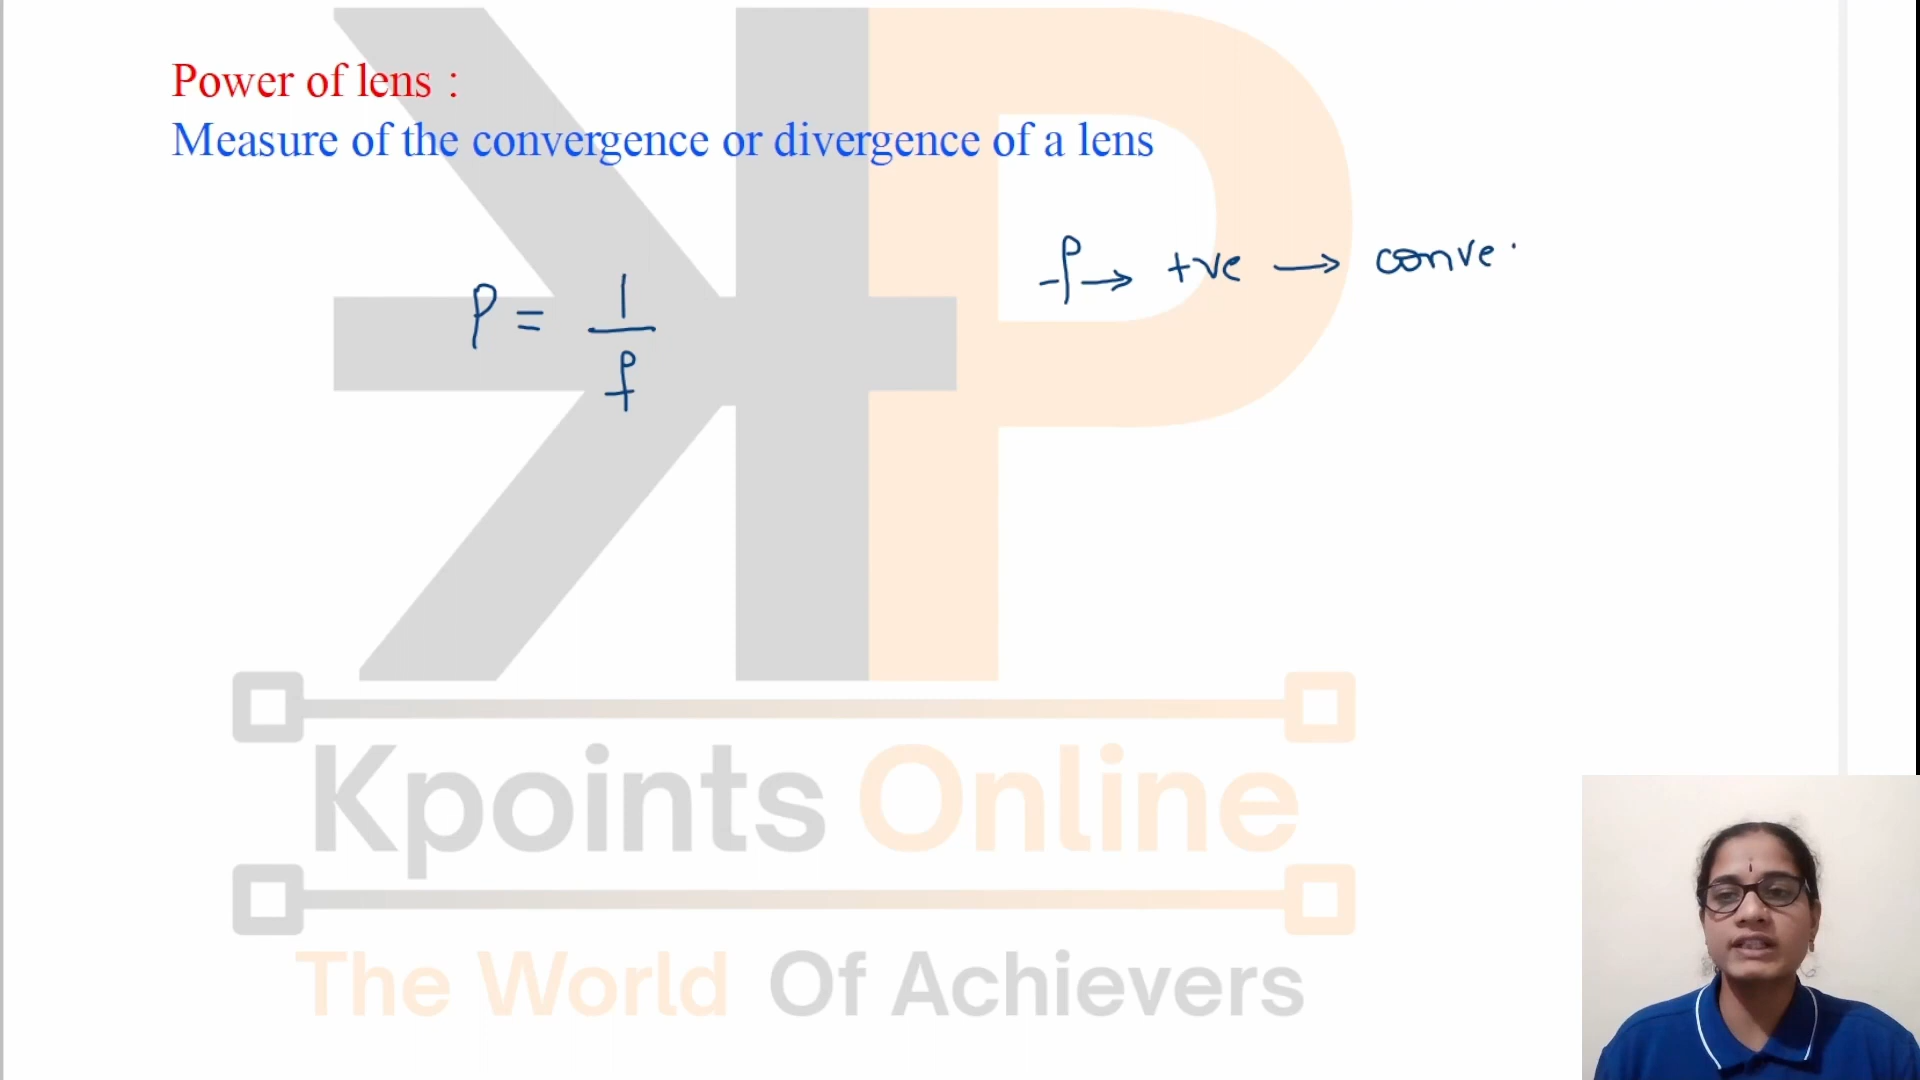 Power of lens :
Measure of the convergence or divergence of a lens
f → +ve → conve
P = 1/f
Kpoints Online
The World Of Achievers